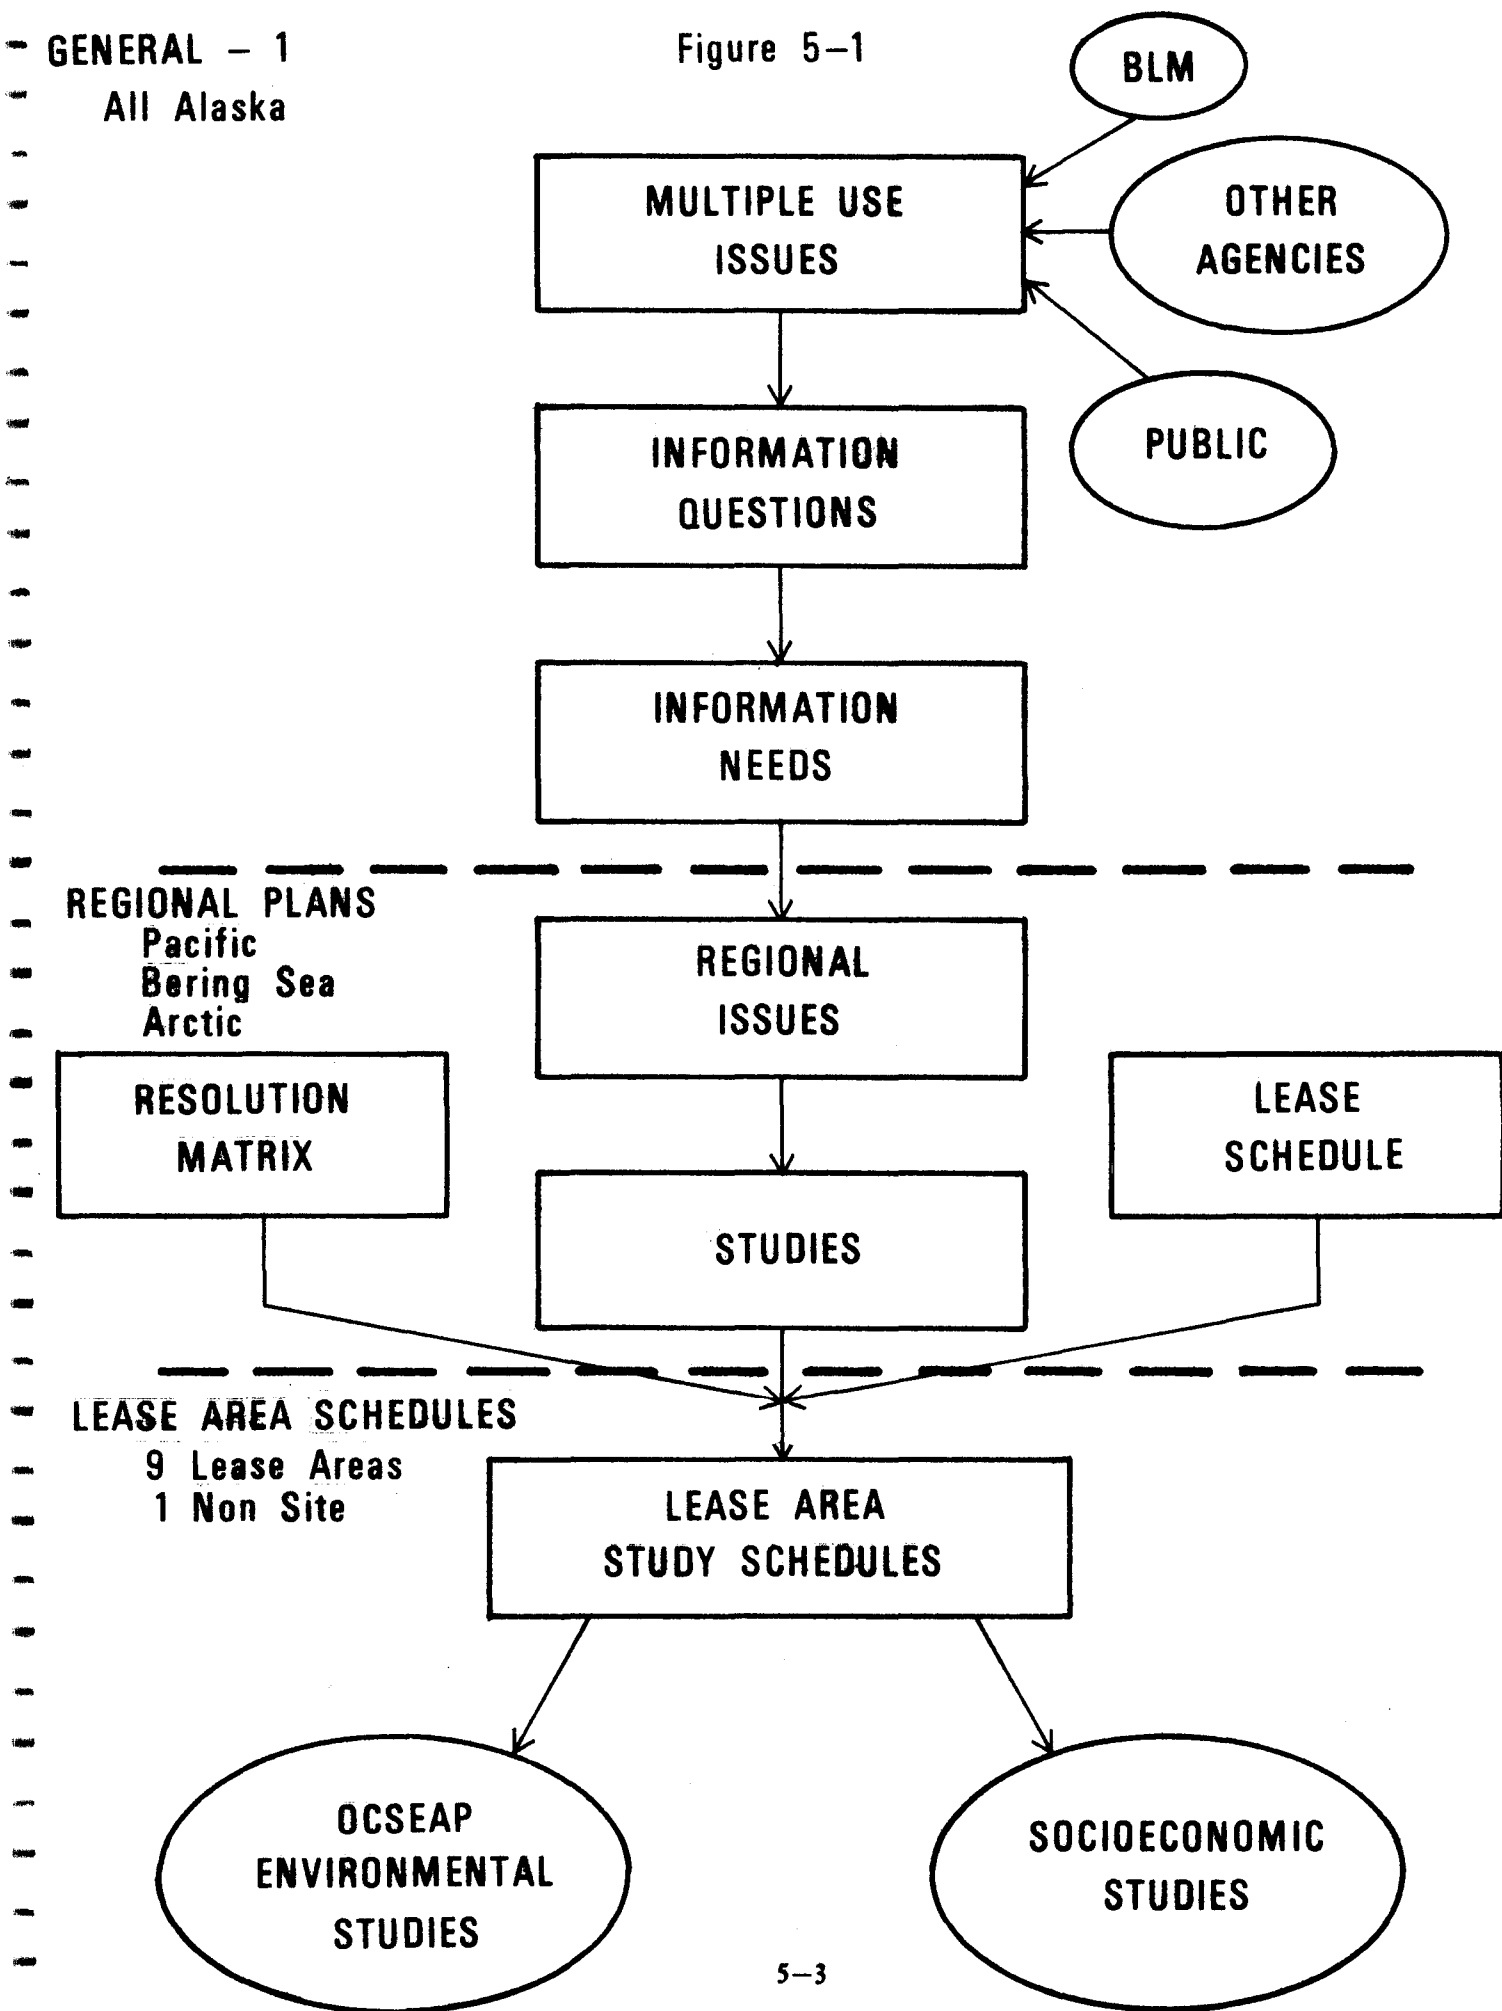 GENERAL – 1
All Alaska
Figure 5–1
BLM
MULTIPLE USE
ISSUES
OTHER
AGENCIES
PUBLIC
INFORMATION
QUESTIONS
INFORMATION
NEEDS
REGIONAL PLANS
Pacific
Bering Sea
Arctic
REGIONAL
ISSUES
RESOLUTION
MATRIX
LEASE
SCHEDULE
STUDIES
LEASE AREA SCHEDULES
9 Lease Areas
1 Non Site
LEASE AREA
STUDY SCHEDULES
OCSEAP
ENVIRONMENTAL
STUDIES
SOCIOECONOMIC
STUDIES
5–3